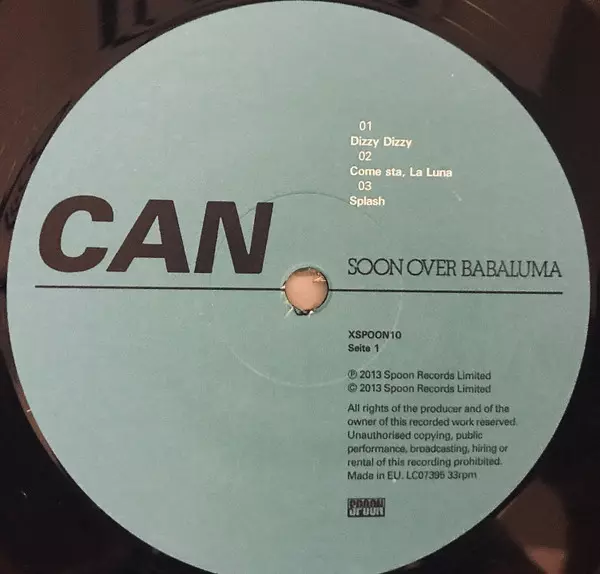 01
Dizzy Dizzy
02
Come sta, La Luna
03
Splash
CAN
SOON OVER BABALUMA
XSPOON10
Seite 1
℗ 2013 Spoon Records Limited
© 2013 Spoon Records Limited
All rights of the producer and of the
owner of this recorded work reserved.
Unauthorised copying, public
performance, broadcasting, hiring or
rental of this recording prohibited.
Made in EU. LC07395 33rpm
SPOON